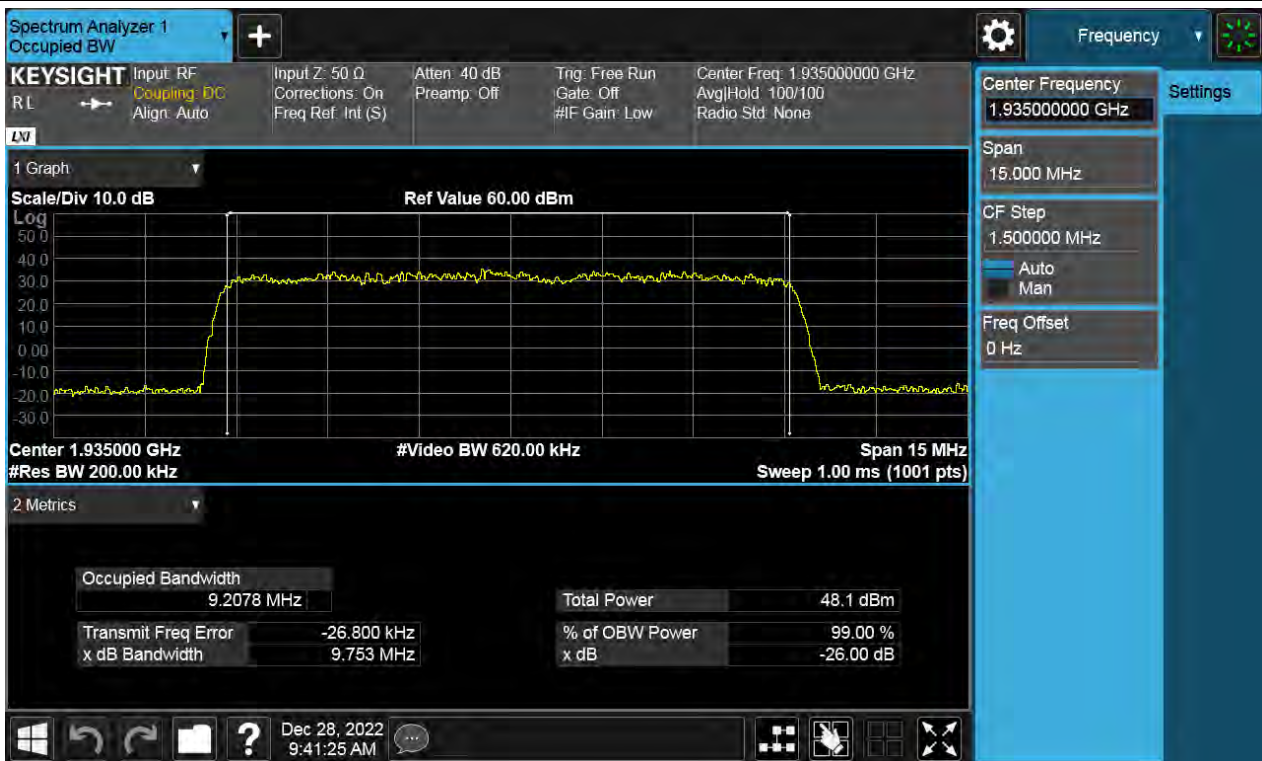 Spectrum Analyzer 1
Occupied BW
Frequency
KEYSIGHT
RL
LXI
Input: RF
Coupling: DC
Align: Auto
Input Z: 50 Ω
Corrections: On
Freq Ref: Int (S)
Atten: 40 dB
Preamp: Off
Trig: Free Run
Gate: Off
#IF Gain: Low
Center Freq: 1.935000000 GHz
Avg|Hold: 100/100
Radio Std: None
Center Frequency
1.935000000 GHz
Settings
Span
15.000 MHz
CF Step
1.500000 MHz
Auto
Man
Freq Offset
0 Hz
1 Graph
Scale/Div 10.0 dB
Ref Value 60.00 dBm
Log
50.0
40.0
30.0
20.0
10.0
0.00
-10.0
-20.0
-30.0
Center 1.935000 GHz
#Video BW 620.00 kHz
Span 15 MHz
#Res BW 200.00 kHz
Sweep 1.00 ms (1001 pts)
2 Metrics
Occupied Bandwidth
9.2078 MHz
Total Power 48.1 dBm
Transmit Freq Error -26.800 kHz
% of OBW Power 99.00 %
x dB Bandwidth 9.753 MHz
x dB -26.00 dB
?
Dec 28, 2022
9:41:25 AM